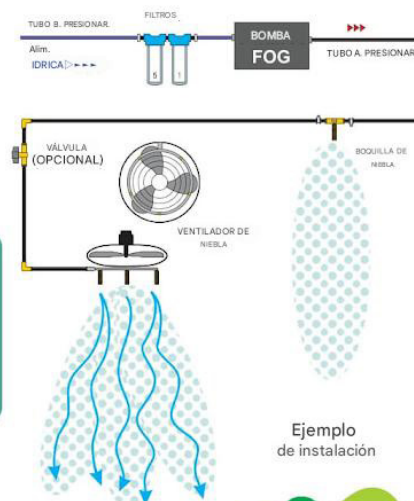 TUBO B. PRESIONAR.
FILTROS
Alim.
IDRICA
5
1
BOMBA
FOG
TUBO A. PRESIONAR
VÁLVULA
(OPCIONAL)
BOQUILLA DE
NIEBLA
VENTILADOR DE
NIEBLA
Ejemplo
de instalación